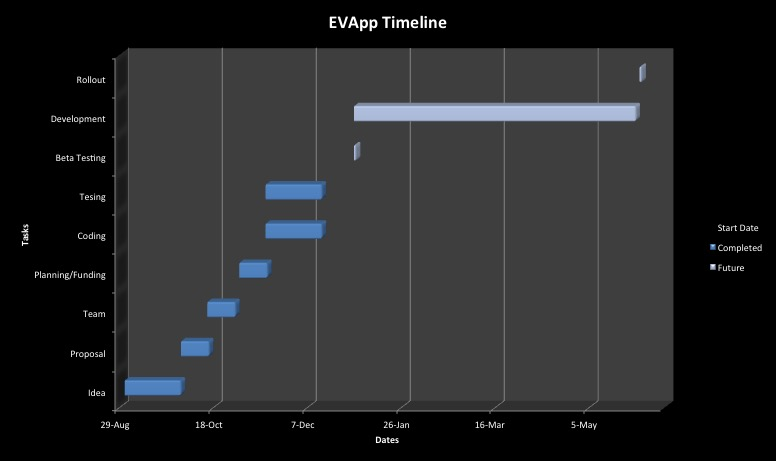 EVApp Timeline
Rollout
Development
Beta Testing
Tesing
Coding
Planning/Funding
Team
Proposal
Idea
Tasks
29-Aug 18-Oct 7-Dec 26-Jan 16-Mar 5-May
Dates
Start Date
Completed
Future